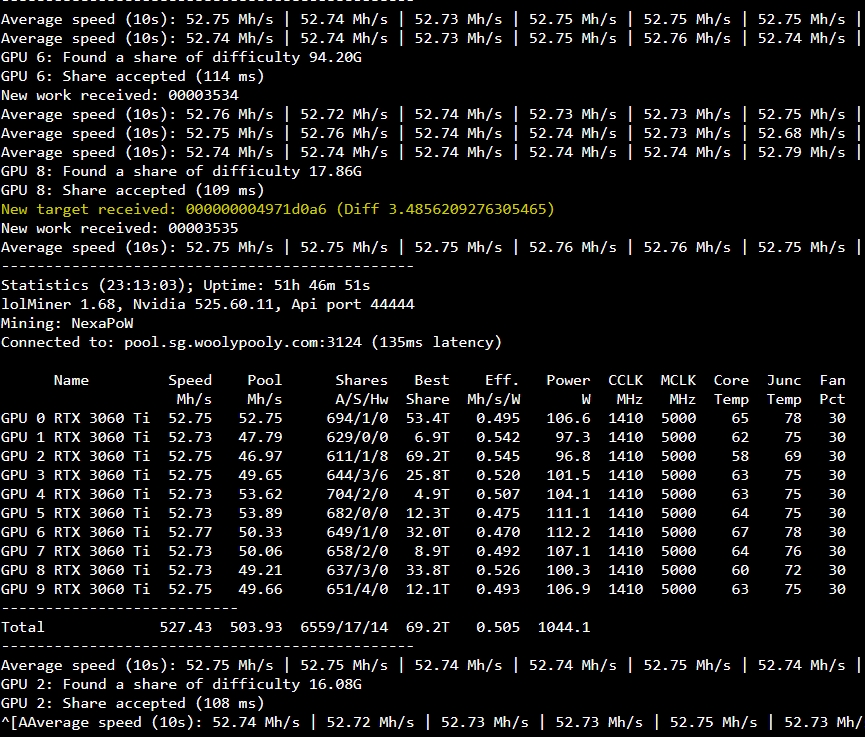 Average speed (10s): 52.75 Mh/s | 52.74 Mh/s | 52.73 Mh/s | 52.75 Mh/s | 52.75 Mh/s | 52.75 Mh/s |
Average speed (10s): 52.74 Mh/s | 52.74 Mh/s | 52.73 Mh/s | 52.75 Mh/s | 52.76 Mh/s | 52.74 Mh/s |
GPU 6: Found a share of difficulty 94.20G
GPU 6: Share accepted (114 ms)
New work received: 00003534
Average speed (10s): 52.76 Mh/s | 52.72 Mh/s | 52.74 Mh/s | 52.73 Mh/s | 52.73 Mh/s | 52.75 Mh/s |
Average speed (10s): 52.75 Mh/s | 52.76 Mh/s | 52.74 Mh/s | 52.74 Mh/s | 52.73 Mh/s | 52.68 Mh/s |
Average speed (10s): 52.74 Mh/s | 52.74 Mh/s | 52.74 Mh/s | 52.74 Mh/s | 52.74 Mh/s | 52.79 Mh/s |
GPU 8: Found a share of difficulty 17.86G
GPU 8: Share accepted (109 ms)
New target received: 000000004971d0a6 (Diff 3.4856209276305465)
New work received: 00003535
Average speed (10s): 52.75 Mh/s | 52.75 Mh/s | 52.75 Mh/s | 52.76 Mh/s | 52.76 Mh/s | 52.75 Mh/s |
-----------------------------------------------
Statistics (23:13:03); Uptime: 51h 46m 51s
lolMiner 1.68, Nvidia 525.60.11, Api port 44444
Mining: NexaPoW
Connected to: pool.sg.woolypooly.com:3124 (135ms latency)
Name Speed Pool Shares Best Eff. Power CCLK MCLK Core Junc Fan
Mh/s Mh/s A/S/Hw Share Mh/s/W W MHz MHz Temp Temp Pct
GPU 0 RTX 3060 Ti 52.75 52.75 694/1/0 53.4T 0.495 106.6 1410 5000 65 78 30
GPU 1 RTX 3060 Ti 52.73 47.79 629/0/0 6.9T 0.542 97.3 1410 5000 62 75 30
GPU 2 RTX 3060 Ti 52.75 46.97 611/1/8 69.2T 0.545 96.8 1410 5000 58 69 30
GPU 3 RTX 3060 Ti 52.75 49.65 644/3/6 25.8T 0.520 101.5 1410 5000 63 75 30
GPU 4 RTX 3060 Ti 52.73 53.62 704/2/0 4.9T 0.507 104.1 1410 5000 63 75 30
GPU 5 RTX 3060 Ti 52.73 53.89 682/0/0 12.3T 0.475 111.1 1410 5000 64 75 30
GPU 6 RTX 3060 Ti 52.77 50.33 649/1/0 32.0T 0.470 112.2 1410 5000 67 78 30
GPU 7 RTX 3060 Ti 52.73 50.06 658/2/0 8.9T 0.492 107.1 1410 5000 64 76 30
GPU 8 RTX 3060 Ti 52.73 49.21 637/3/0 33.8T 0.526 100.3 1410 5000 60 72 30
GPU 9 RTX 3060 Ti 52.75 49.66 651/4/0 12.1T 0.493 106.9 1410 5000 63 75 30
---------------------------
Total 527.43 503.93 6559/17/14 69.2T 0.505 1044.1
-----------------------------------------------
Average speed (10s): 52.75 Mh/s | 52.75 Mh/s | 52.74 Mh/s | 52.74 Mh/s | 52.75 Mh/s | 52.74 Mh/s |
GPU 2: Found a share of difficulty 16.08G
GPU 2: Share accepted (108 ms)
^[AAverage speed (10s): 52.74 Mh/s | 52.72 Mh/s | 52.73 Mh/s | 52.73 Mh/s | 52.75 Mh/s | 52.73 Mh/